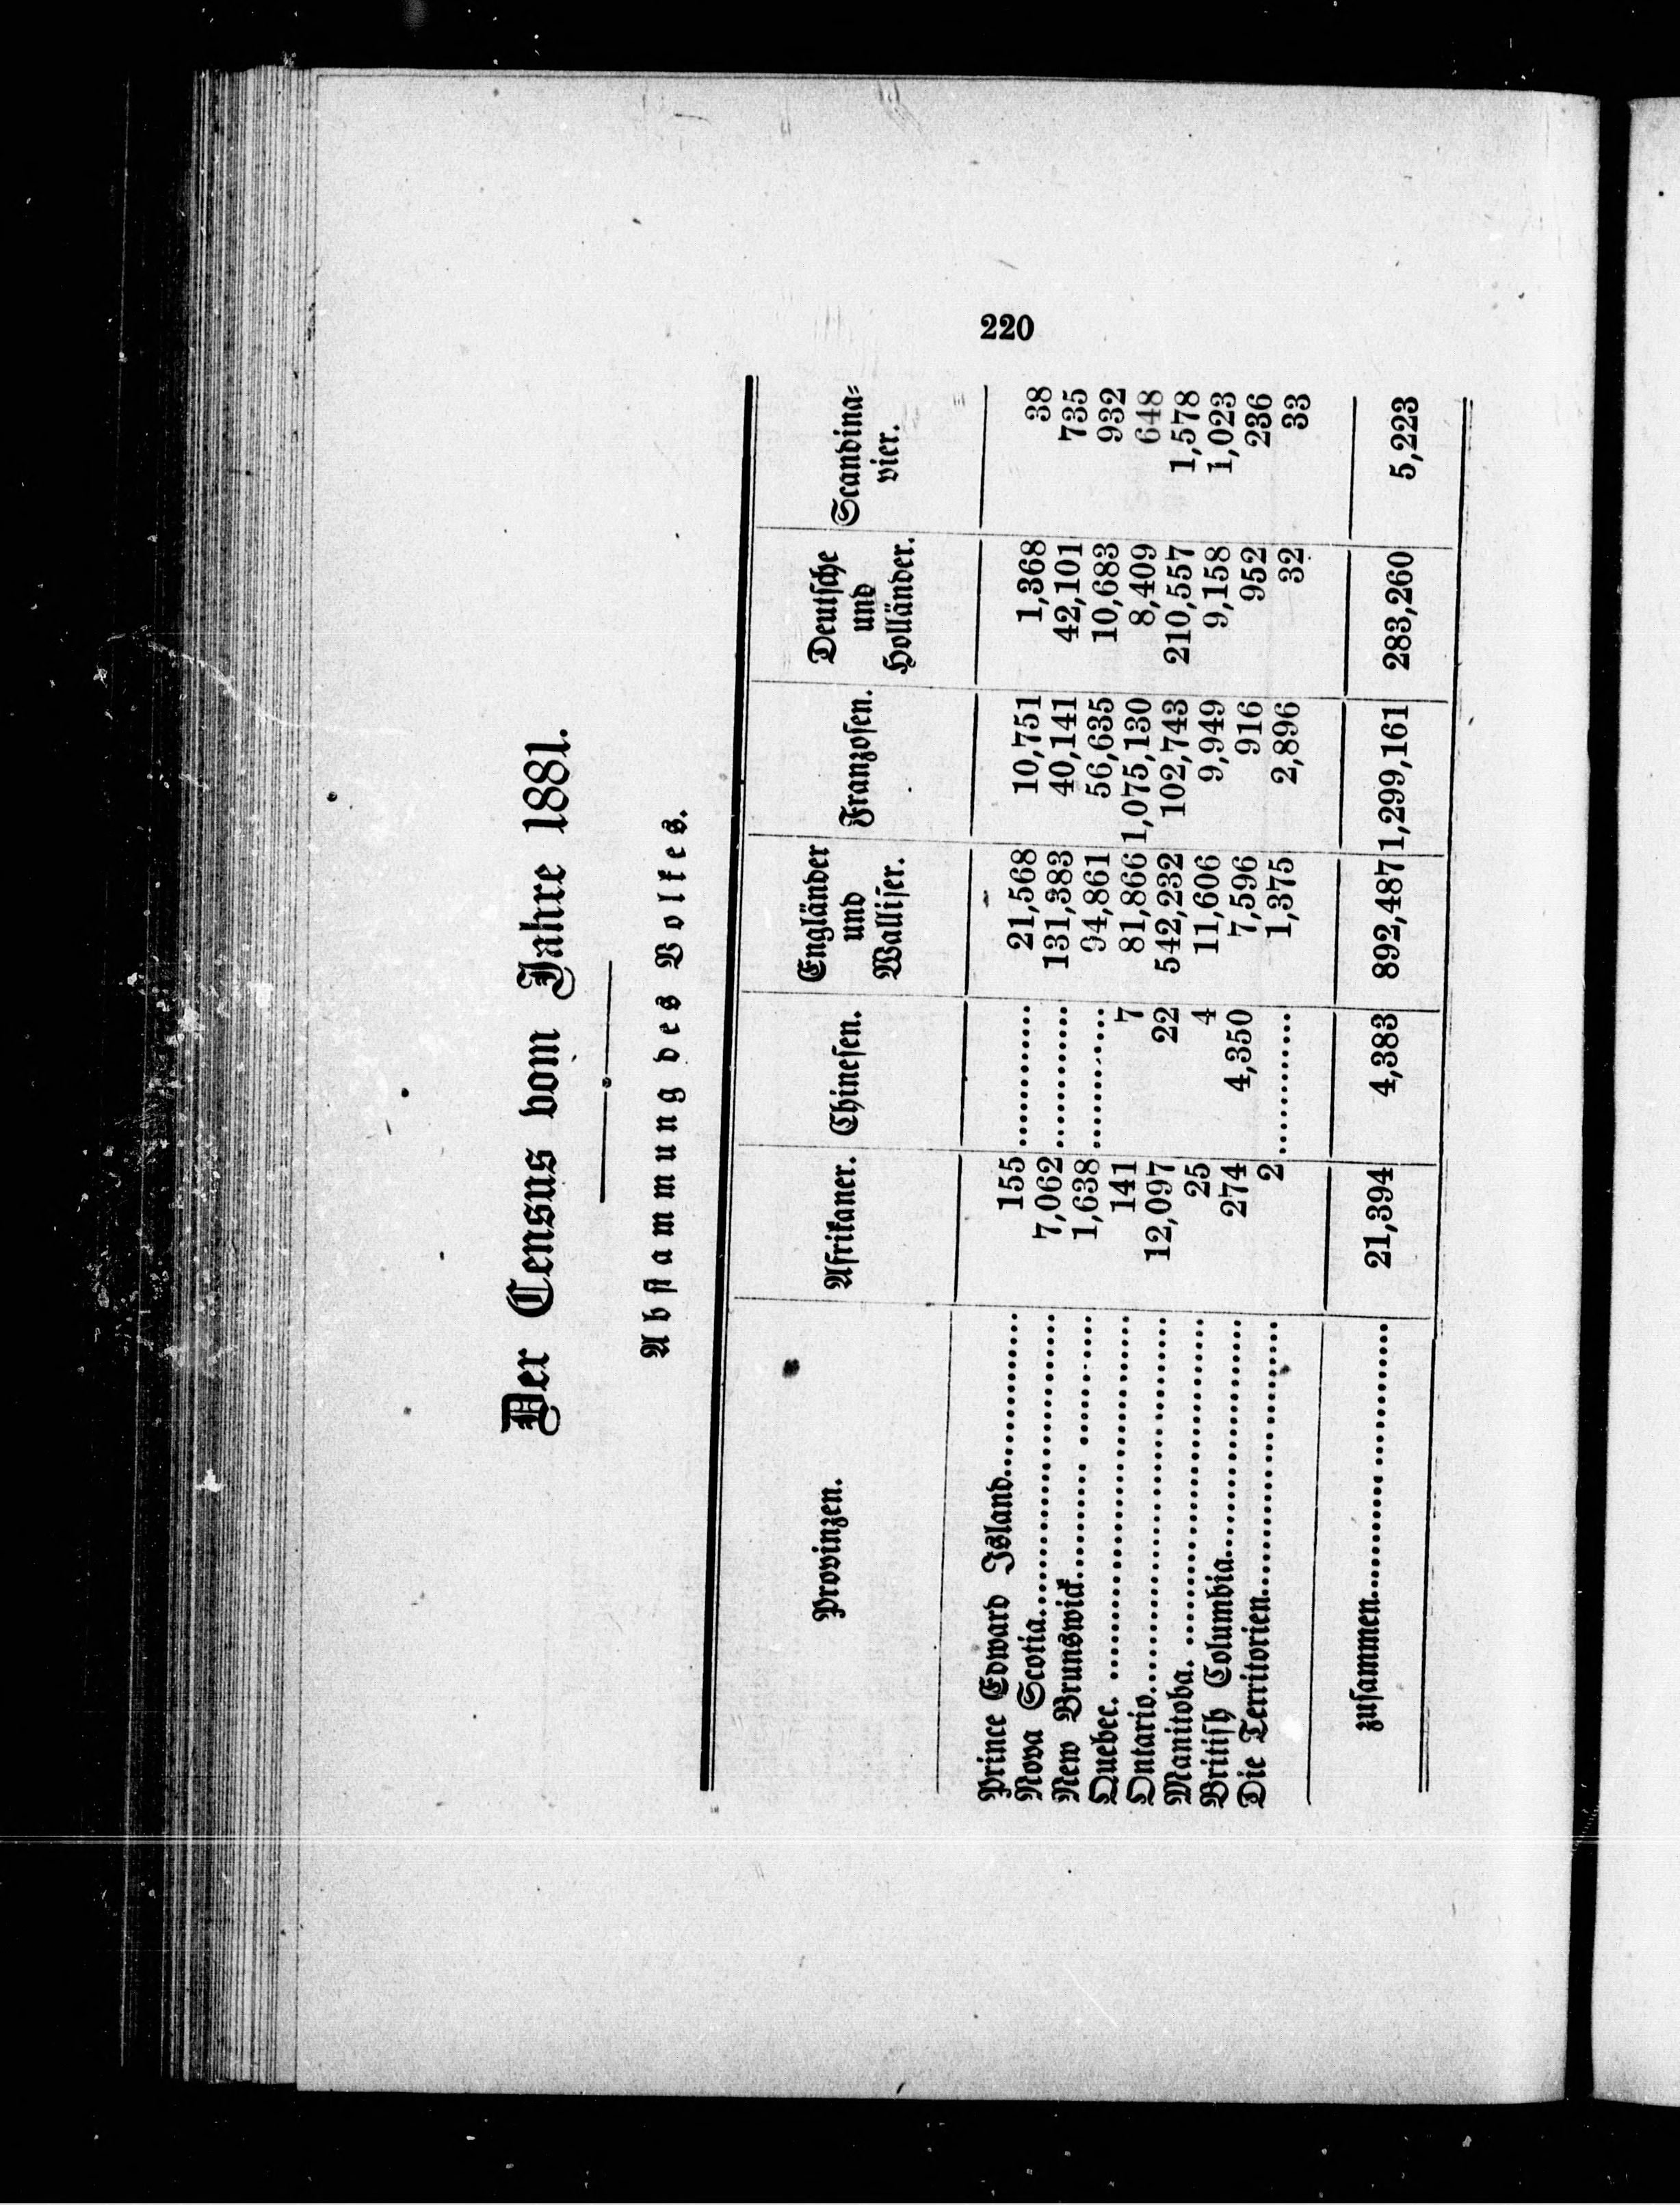 220
Der Census vom Jahre 1881.
Abstammung des Volkes.
Provinzen. Afrikaner. Chinesen. Engländer und Walliser. Franzosen. Deutsche und Holländer. Scandina-vier.
Prince Edward Island............ 155 ............ 21,568 10,751 1,368 38
Nova Scotia............ 7,062 ............ 131,383 40,141 42,101 735
New Brunswick............ 1,638 ............ 94,861 56,635 10,683 932
Quebec. ............ 141 7 81,866 1,075,130 8,409 648
Ontario............ 12,097 22 542,232 102,743 210,557 1,578
Manitoba. ............ 25 4 11,606 9,949 9,158 1,023
British Columbia............ 274 4,350 7,596 916 952 236
Die Territorien............ 2 ............ 1,375 2,896 32 33
zusammen............ 21,394 4,383 892,487 1,299,161 283,260 5,223